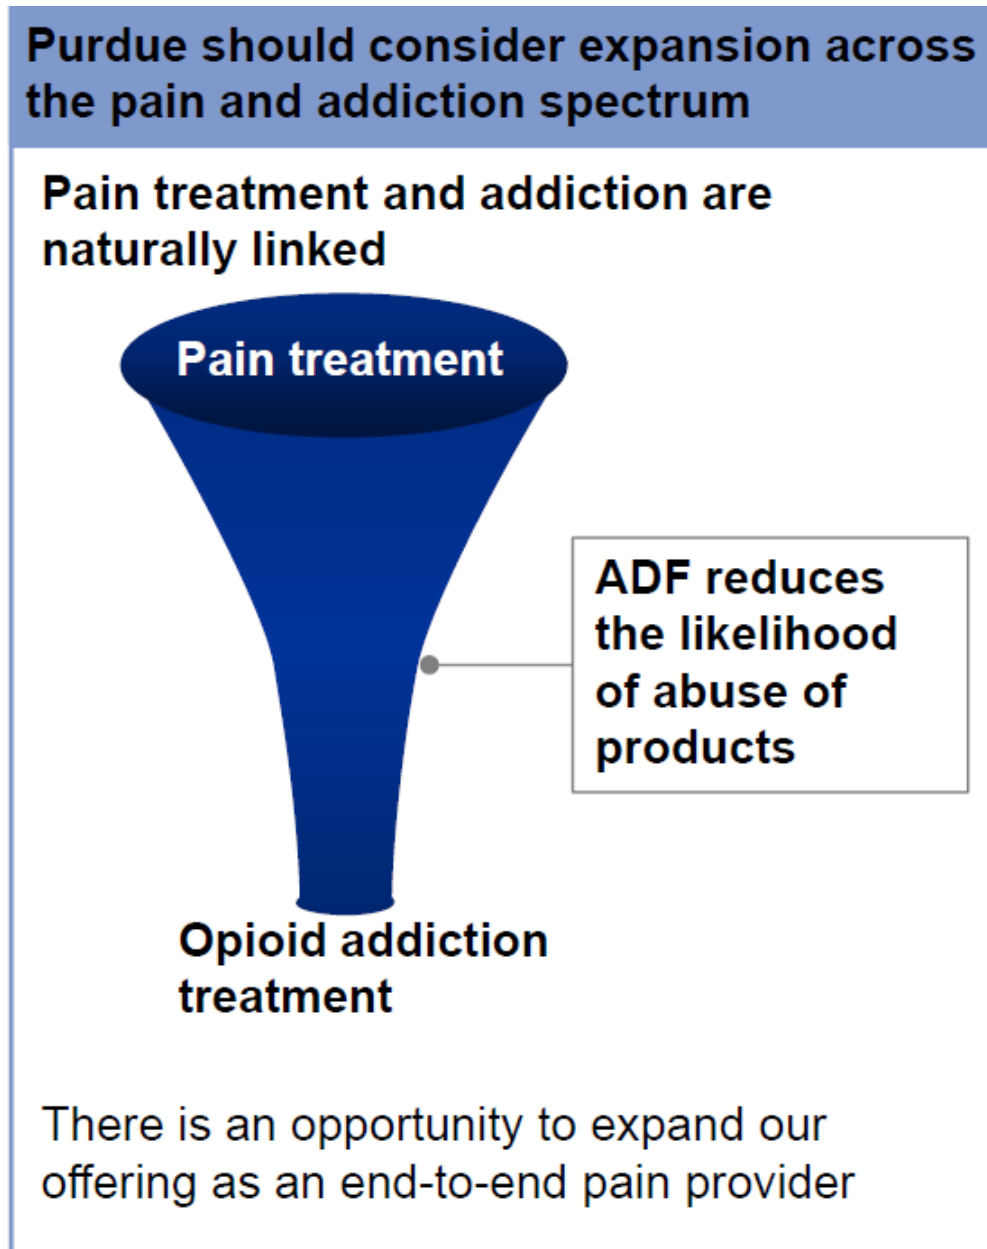 Purdue should consider expansion across
the pain and addiction spectrum
Pain treatment and addiction are
naturally linked
Pain treatment
ADF reduces
the likelihood
of abuse of
products
Opioid addiction
treatment
There is an opportunity to expand our
offering as an end-to-end pain provider